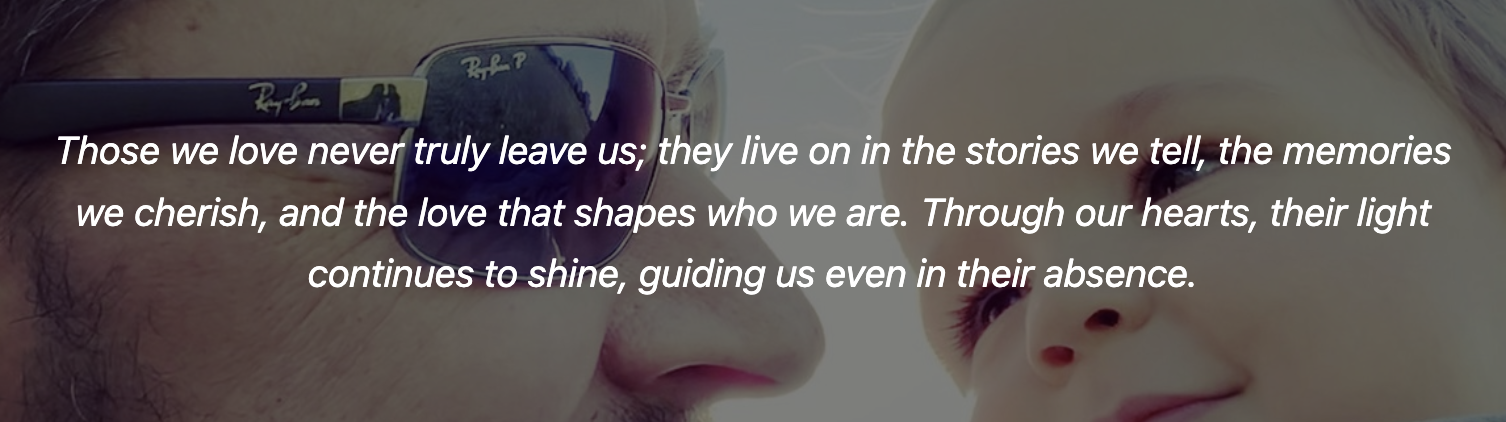 Ray-Ban P
Ray-Ban
Those we love never truly leave us; they live on in the stories we tell, the memories
we cherish, and the love that shapes who we are. Through our hearts, their light
continues to shine, guiding us even in their absence.